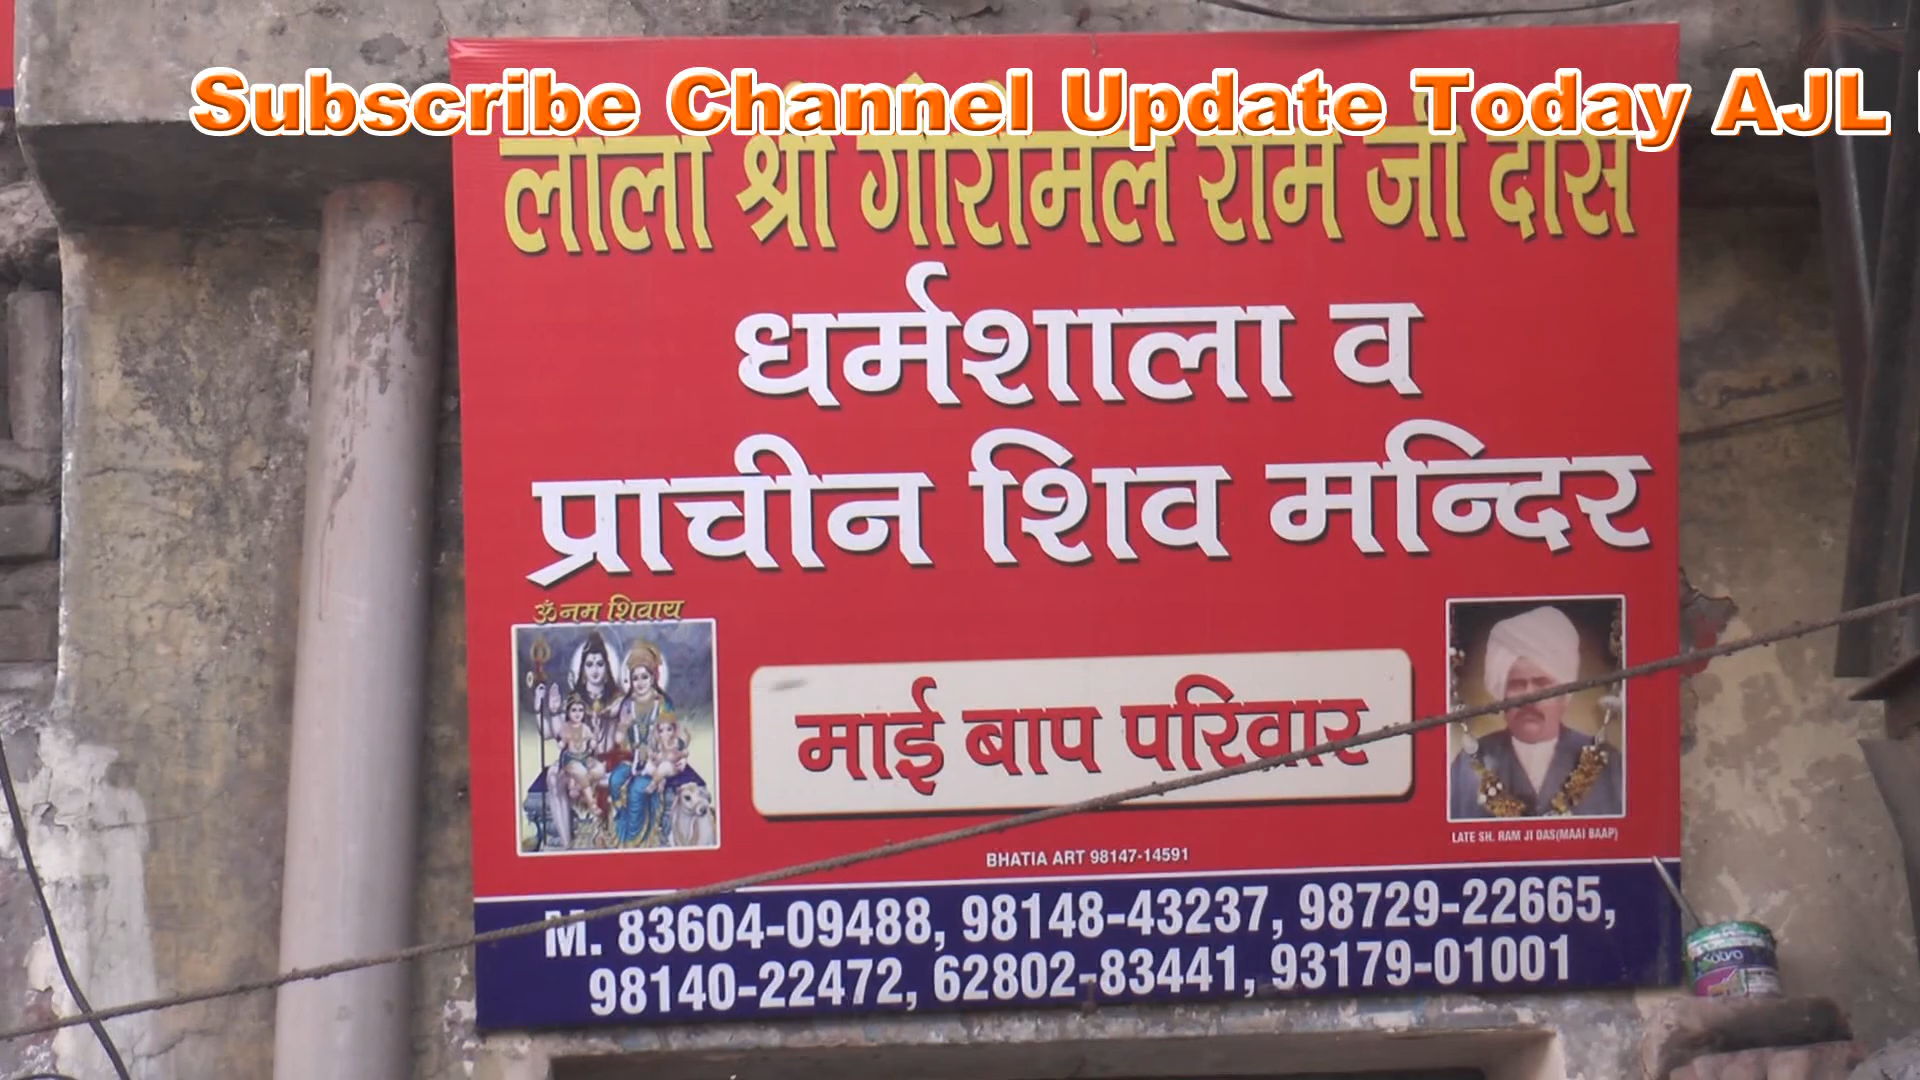 Subscribe Channel Update Today AJL
लाला श्री गोरीमल राम जी दास
धर्मशाला व
प्राचीन शिव मन्दिर
ॐ नम शिवाय
माई बाप परिवार
LATE SH. RAM JI DAS(MAAI BAAP)
BHATIA ART 98147-14591
M. 83604-09488, 98148-43237, 98729-22665,
98140-22472, 62802-83441, 93179-01001